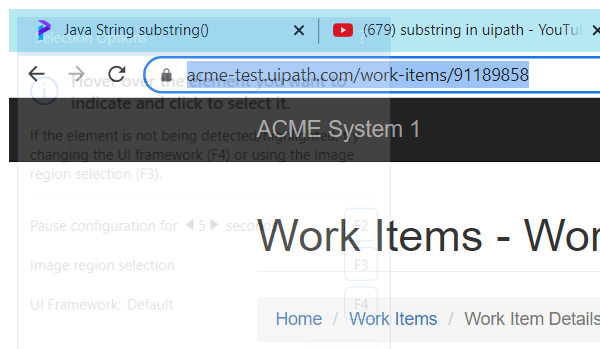 Java String substring()
(679) substring in uipath - YouTu
Selection Options
acme-test.uipath.com/work-items/91189858
Hover over the element you want to
indicate and click to select it.
ACME System 1
If the element is not being detected/highlighted, try
changing the UI framework (F4) or using the Image
region selection (F3).
Pause configuration for 5 seconds F2
Work Items - Wor
Image region selection F3
UI Framework: Default F4
Home / Work Items / Work Item Details